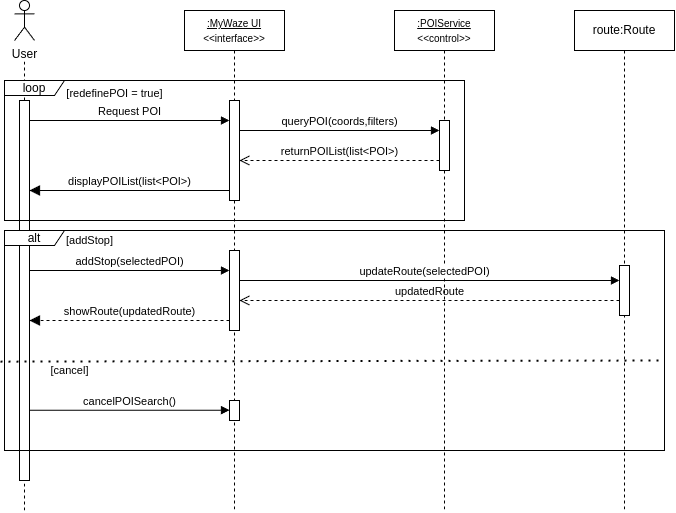 User
:MyWaze UI
<<interface>>
:POIService
<<control>>
route:Route
loop
[redefinePOI = true]
Request POI
queryPOI(coords,filters)
returnPOIList(list<POI>)
displayPOIList(list<POI>)
alt
[addStop]
addStop(selectedPOI)
updateRoute(selectedPOI)
updatedRoute
showRoute(updatedRoute)
[cancel]
cancelPOISearch()